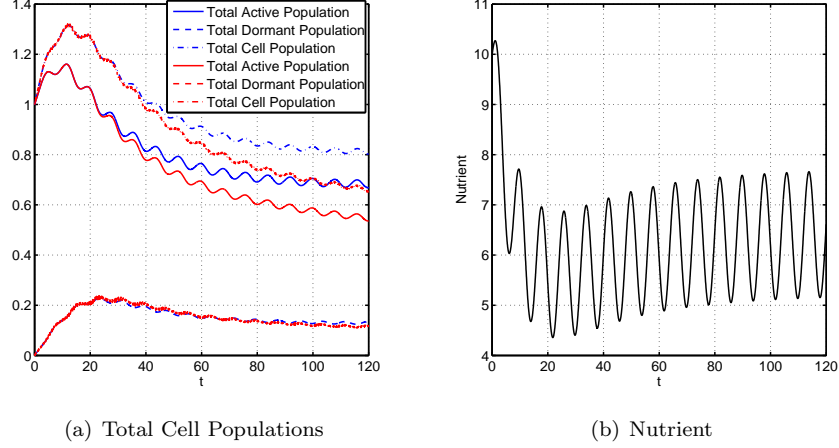 1.4
1.2
1
0.8
0.6
0.4
0.2
0
0 20 40 60 80 100 120
t
Total Active Population
Total Dormant Population
Total Cell Population
Total Active Population
Total Dormant Population
Total Cell Population
(a) Total Cell Populations
11
10
9
8
7
6
5
4
Nutrient
0 20 40 60 80 100 120
t
(b) Nutrient